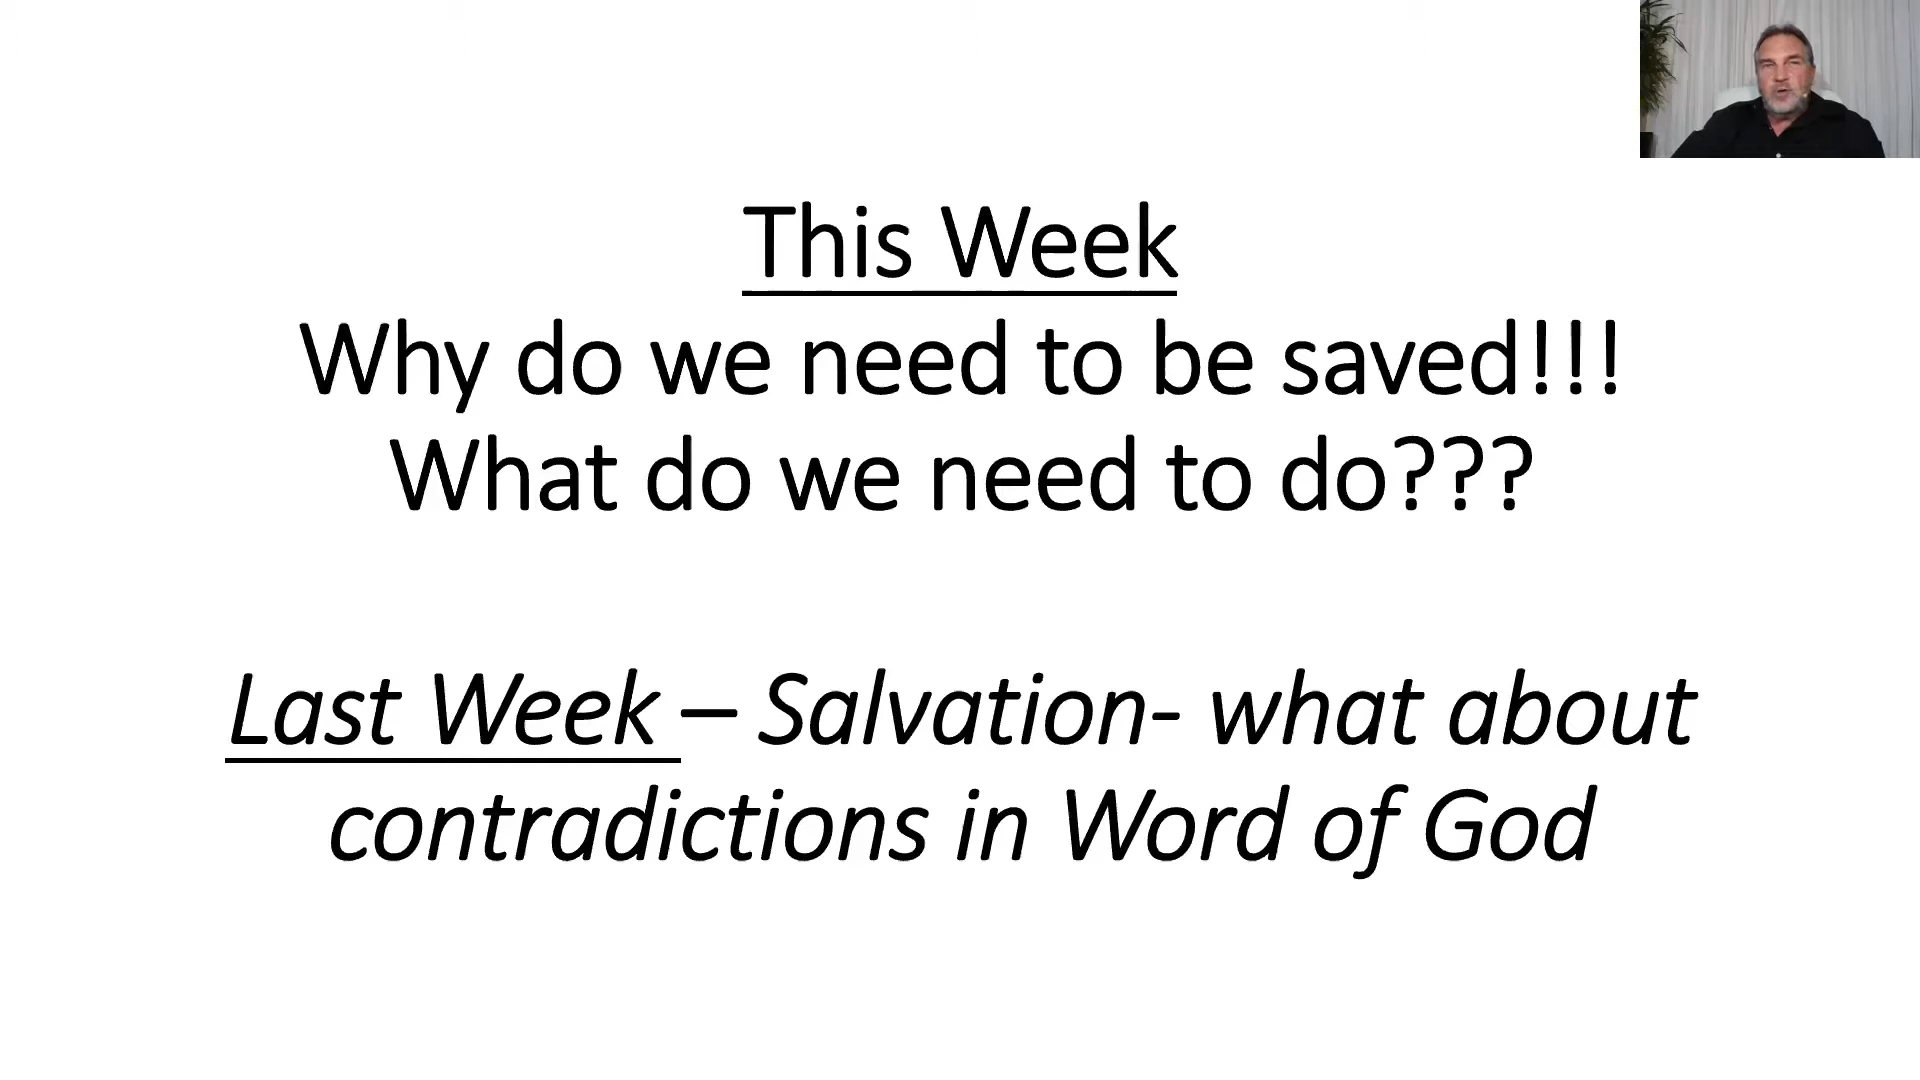 This Week
Why do we need to be saved!!!
What do we need to do???
Last Week – Salvation- what about
contradictions in Word of God